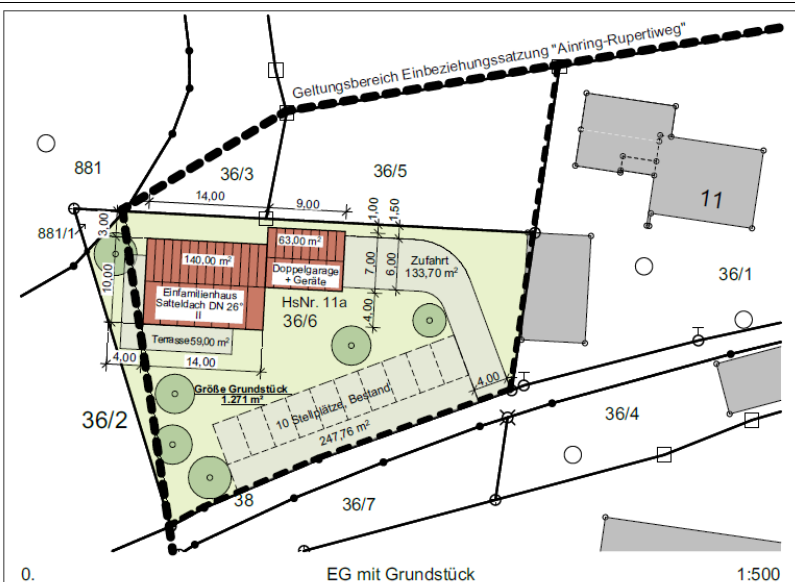 Geltungsbereich Einbeziehungssatzung "Ainring-Rupertiweg"
881
36/3
36/5
11
14,00
9,00
1,00
1,50
3,00
881/1
63,00 m²
140,00 m²
Doppelgarage
+ Geräte
7,00
6,00
Zufahrt
133,70 m²
36/1
10,00
Einfamilienhaus
Satteldach DN 26°
II
HsNr. 11a
36/6
4,00
Terrasse 59,00 m²
4,00
14,00
Größe Grundstück
1.271 m²
4,00
36/2
10 Stellplätze, Bestand
247,76 m²
36/4
38
36/7
0.
EG mit Grundstück
1:500